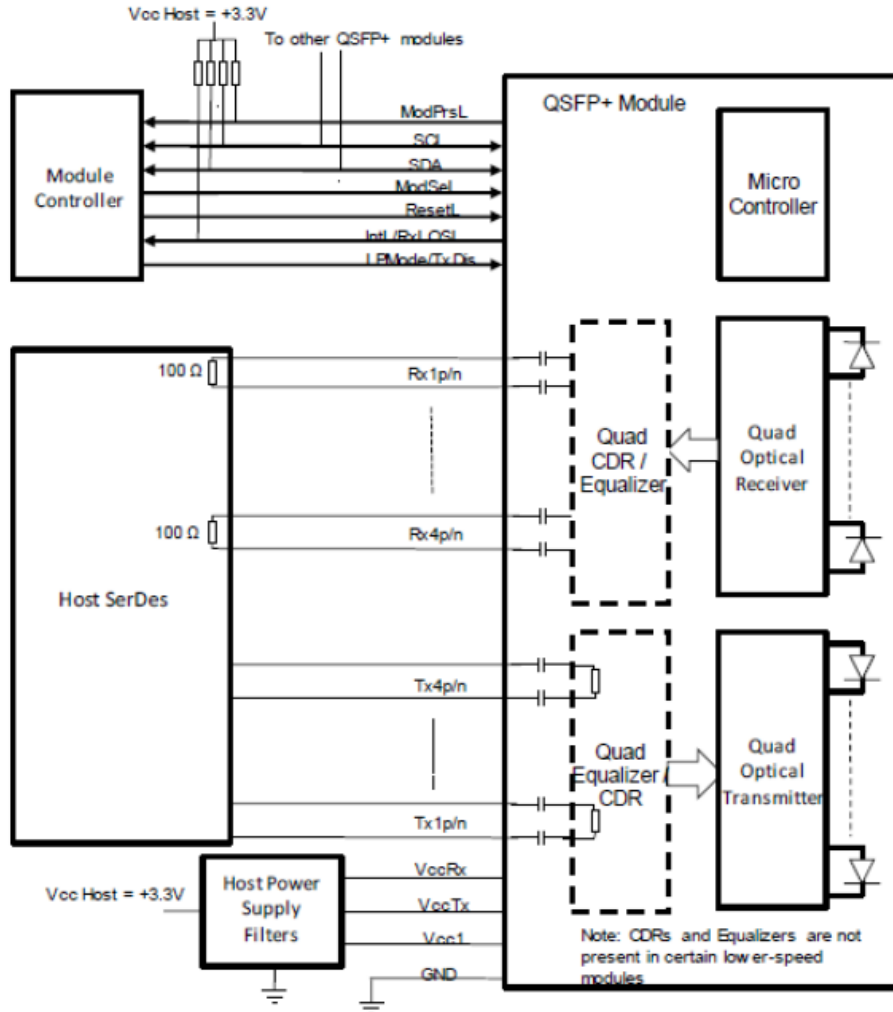 Vcc Host = +3.3V
To other QSFP+ modules
QSFP+ Module
ModPrsL
SCL
SDA
ModSeL
ResetL
IntL/RxLOSL
LPMode/TxDis
Module
Controller
Micro
Controller
100 Ω
Rx1p/n
100 Ω
Rx4p/n
Quad
CDR /
Equalizer
Quad
Optical
Receiver
Host SerDes
Tx4p/n
Tx1p/n
Quad
Equalizer /
CDR
Quad
Optical
Transmitter
Vcc Host = +3.3V
Host Power
Supply
Filters
VccRx
VccTx
Vcc1
GND
Note: CDRs and Equalizers are not
present in certain lower-speed
modules